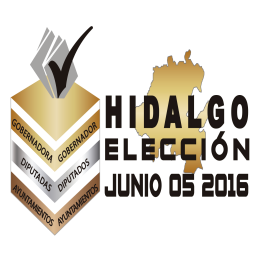 HIDALGO
ELECCIÓN
JUNIO 05 2016
GOBERNADORA GOBERNADOR
DIPUTADAS DIPUTADOS
AYUNTAMIENTOS AYUNTAMIENTOS